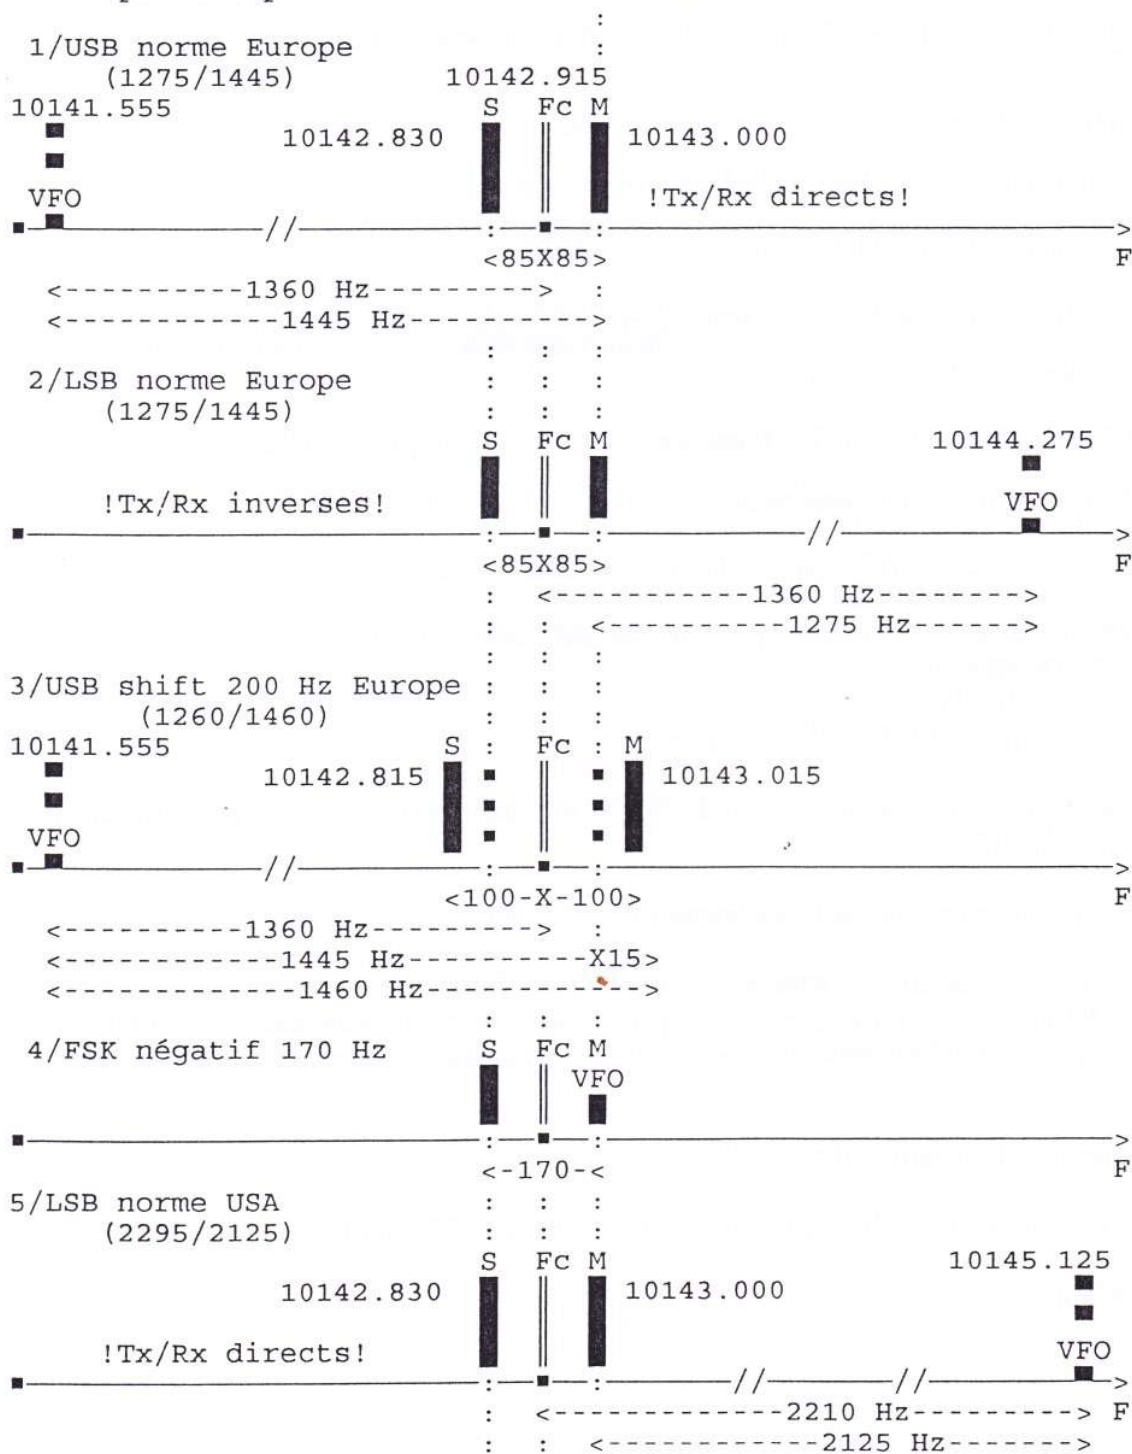 :
1/USB norme Europe :
(1275/1445) 10142.915
10141.555 S Fc M
10142.830 10143.000
VFO !Tx/Rx directs!
//--- : --- : --->
<85X85> F
<----------1360 Hz---------> :
<------------1445 Hz---------->
: : :
2/LSB norme Europe : : :
(1275/1445) : : :
S Fc M 10144.275
!Tx/Rx inverses! VFO
: --- : ---//--->
<85X85> F
: <-----------1360 Hz-------->
: : <----------1275 Hz------>
: : :
3/USB shift 200 Hz Europe : : :
(1260/1460) : : :
10141.555 S : Fc : M
10142.815 10143.015
VFO
//--- : --- : --->
<100-X-100> F
<----------1360 Hz---------> :
<------------1445 Hz----------X15>
<-------------1460 Hz------------>
: : :
4/FSK négatif 170 Hz S Fc M
VFO
: --- : --->
<-170-< F
5/LSB norme USA : : :
(2295/2125) : : :
S Fc M 10145.125
10142.830 10143.000
!Tx/Rx directs! VFO
: --- : ---//---//--->
: <-------------2210 Hz---------> F
: : <------------2125 Hz------->